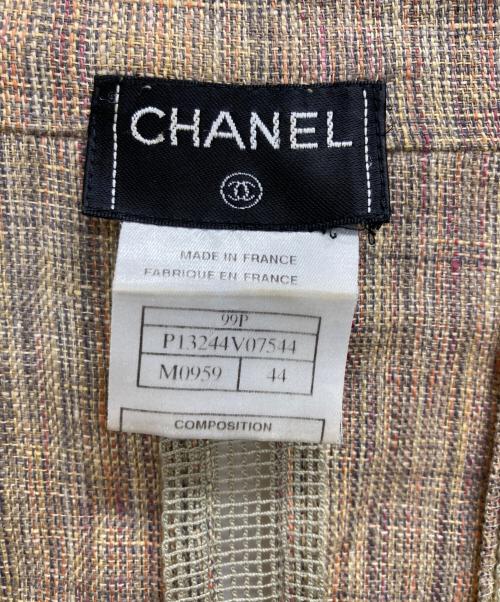 CHANEL
MADE IN FRANCE
FABRIQUE EN FRANCE
99P
P13244V07544
M0959 44
COMPOSITION